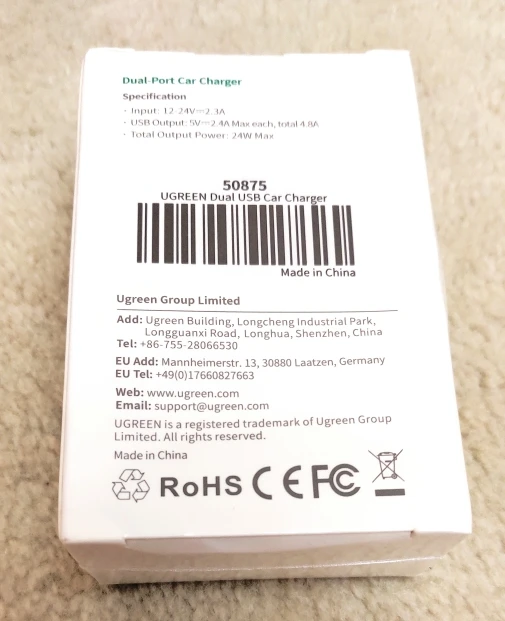 Dual-Port Car Charger
Specification
· Input: 12-24V⎓2.3A
· USB Output: 5V⎓2.4A Max each, total 4.8A
· Total Output Power: 24W Max
50875
UGREEN Dual USB Car Charger
Made in China
Ugreen Group Limited
Add: Ugreen Building, Longcheng Industrial Park,
Longguanxi Road, Longhua, Shenzhen, China
Tel: +86-755-28066530
EU Add: Mannheimerstr. 13, 30880 Laatzen, Germany
EU Tel: +49(0)17660827663
Web: www.ugreen.com
Email: support@ugreen.com
UGREEN is a registered trademark of Ugreen Group
Limited. All rights reserved.
Made in China
RoHS CE FCC